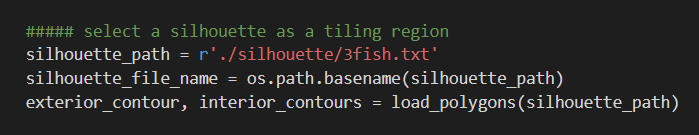 ##### select a silhouette as a tiling region
silhouette_path = r'./silhouette/3fish.txt'
silhouette_file_name = os.path.basename(silhouette_path)
exterior_contour, interior_contours = load_polygons(silhouette_path)